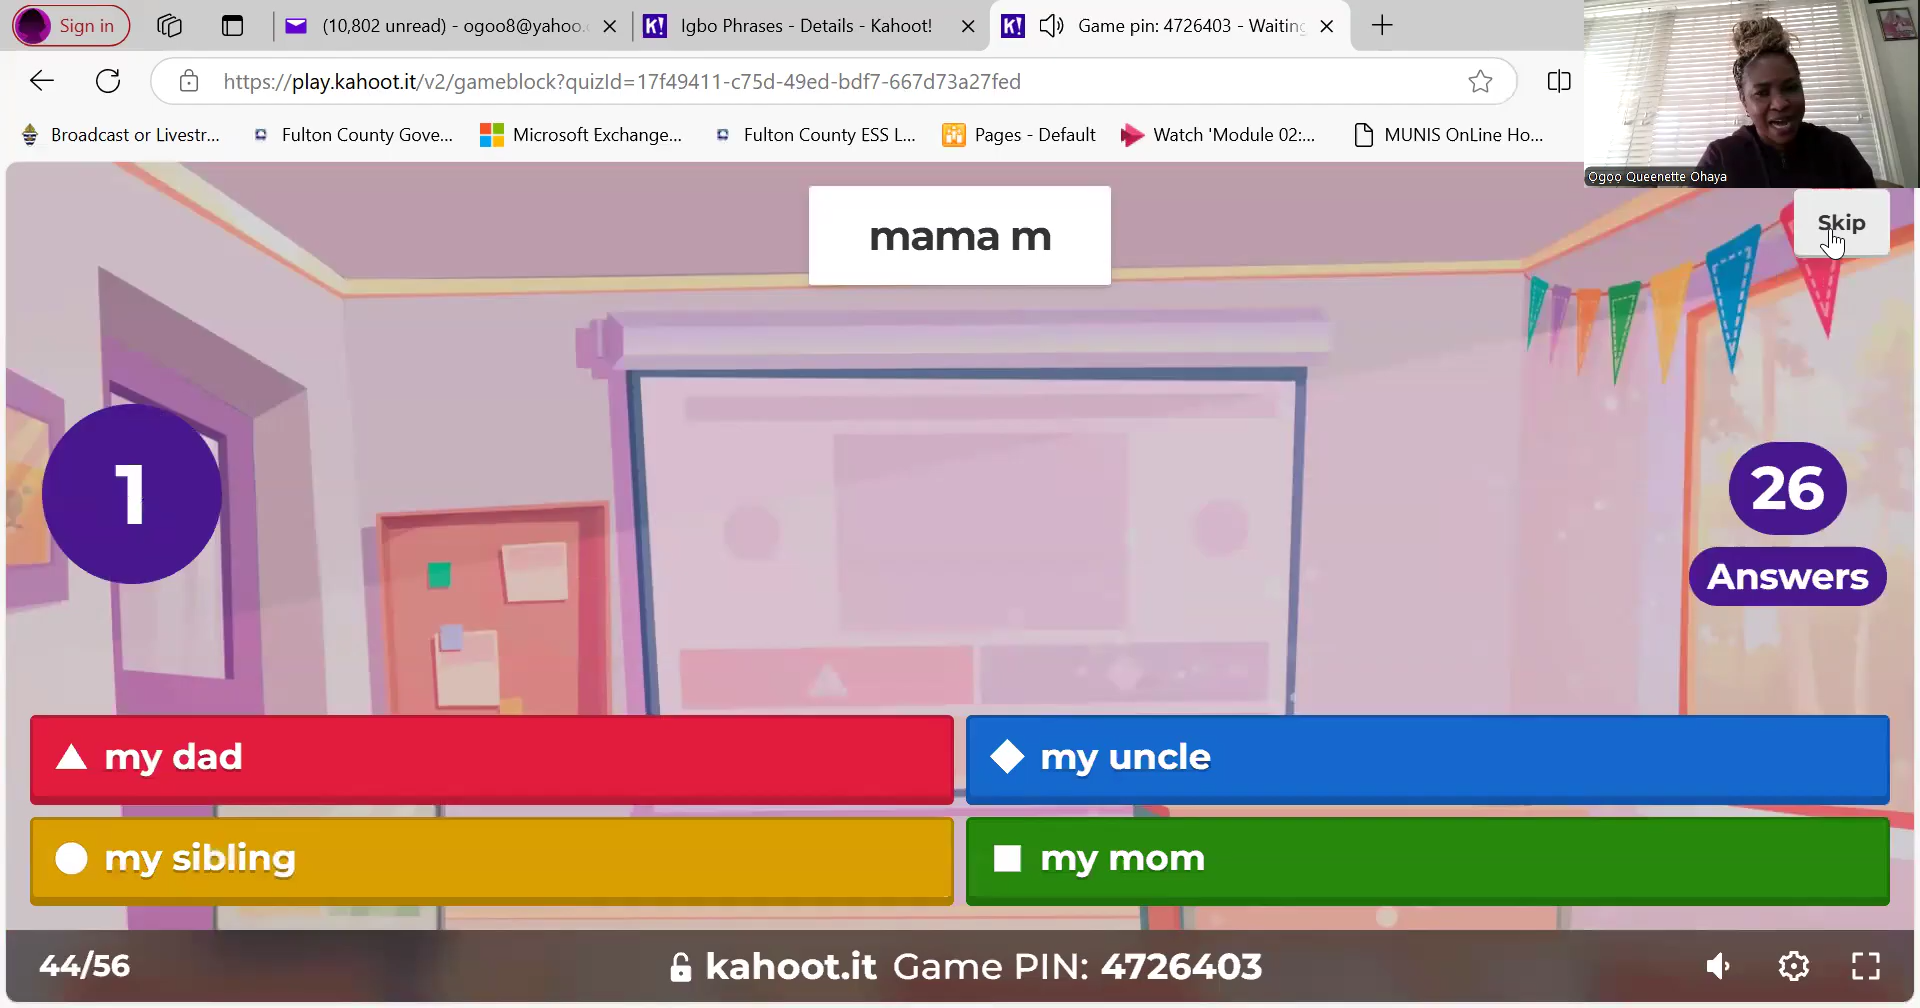 Sign in
(10,802 unread) - ogoo8@yahoo.
Igbo Phrases - Details - Kahoot!
Game pin: 4726403 - Waiting
https://play.kahoot.it/v2/gameblock?quizId=17f49411-c75d-49ed-bdf7-667d73a27fed
Broadcast or Livestr...
Fulton County Gove...
Microsoft Exchange...
Fulton County ESS L...
Pages - Default
Watch 'Module 02:...
MUNIS OnLine Ho...
Ogoo Queenette Ohaya
mama m
Skip
1
26
Answers
my dad
my uncle
my sibling
my mom
44/56
kahoot.it Game PIN: 4726403